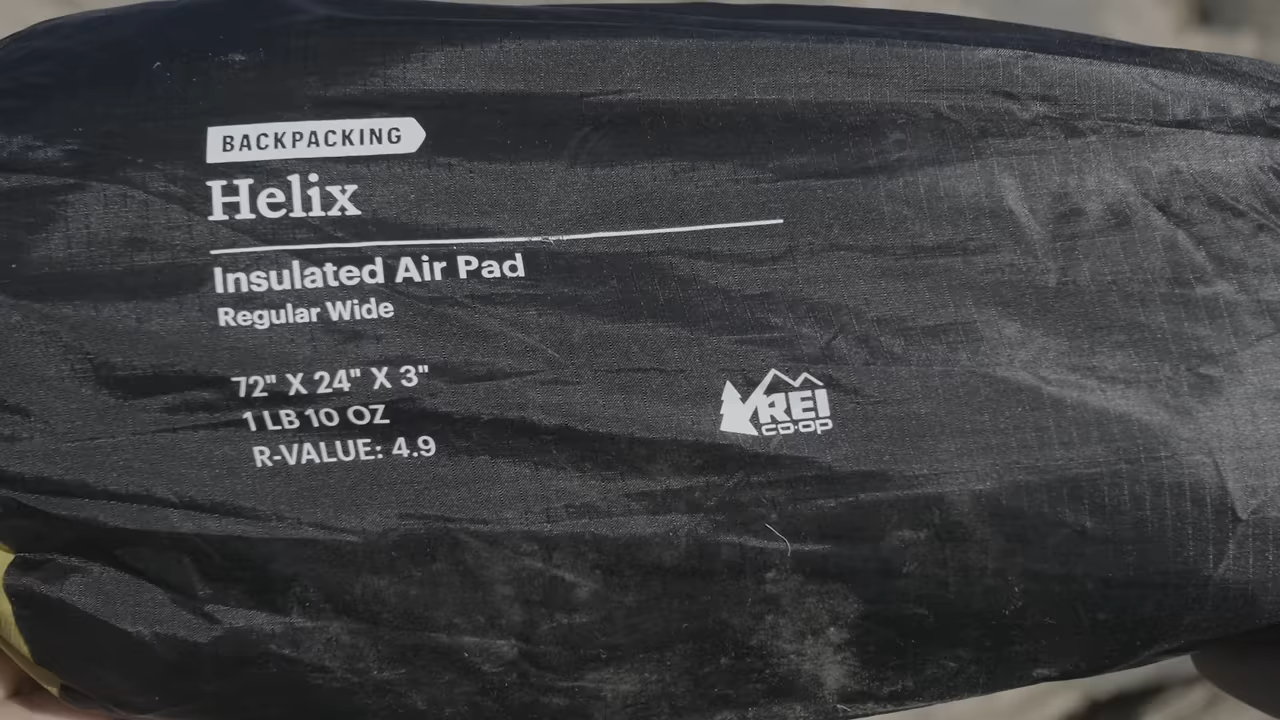 BACKPACKING
Helix
Insulated Air Pad
Regular Wide
72" X 24" X 3"
1 LB 10 OZ
R-VALUE: 4.9
REI
co·op